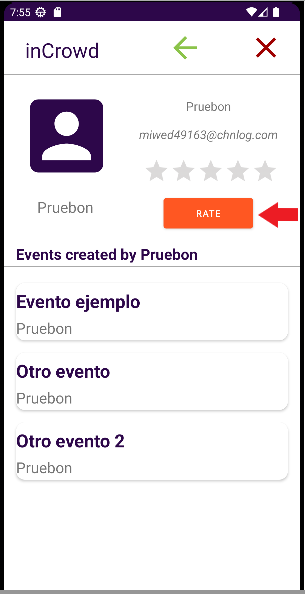 7:55
inCrowd
Pruebon
miwed49163@chnlog.com
Pruebon
RATE
Events created by Pruebon
Evento ejemplo
Pruebon
Otro evento
Pruebon
Otro evento 2
Pruebon